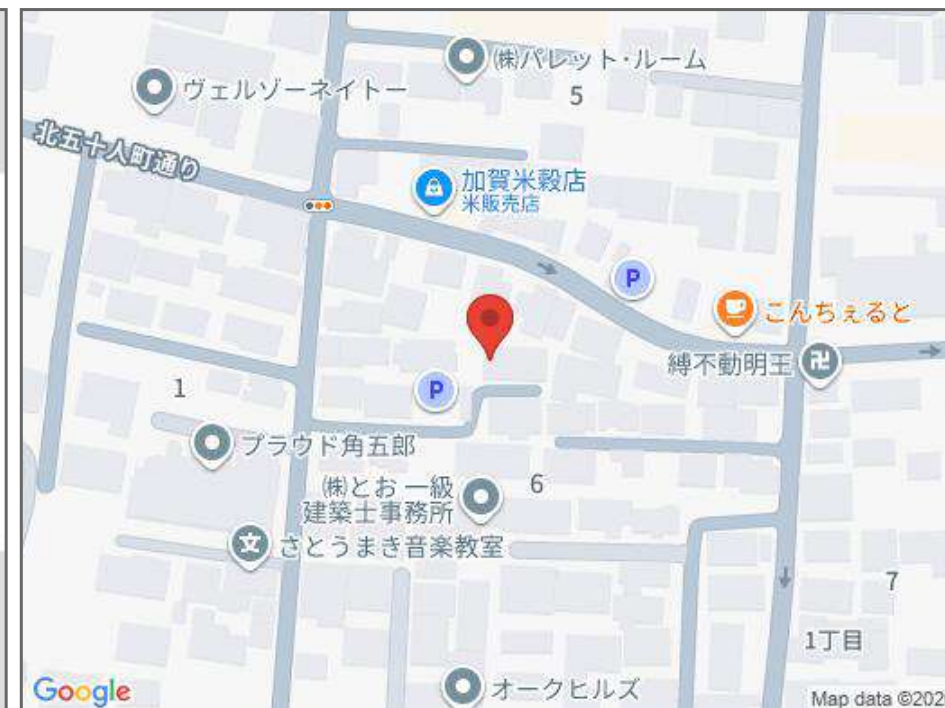 (株)パレット・ルーム
ヴェルゾーネイトー
5
北五十人町通り
加賀米穀店
米販売店
P
こんちぇると
縛不動明王
卍
P
1
プラウド角五郎
(株)とお 一級
建築士事務所
6
文
さとうまき音楽教室
7
1丁目
オークヒルズ
Google
Map data ©202